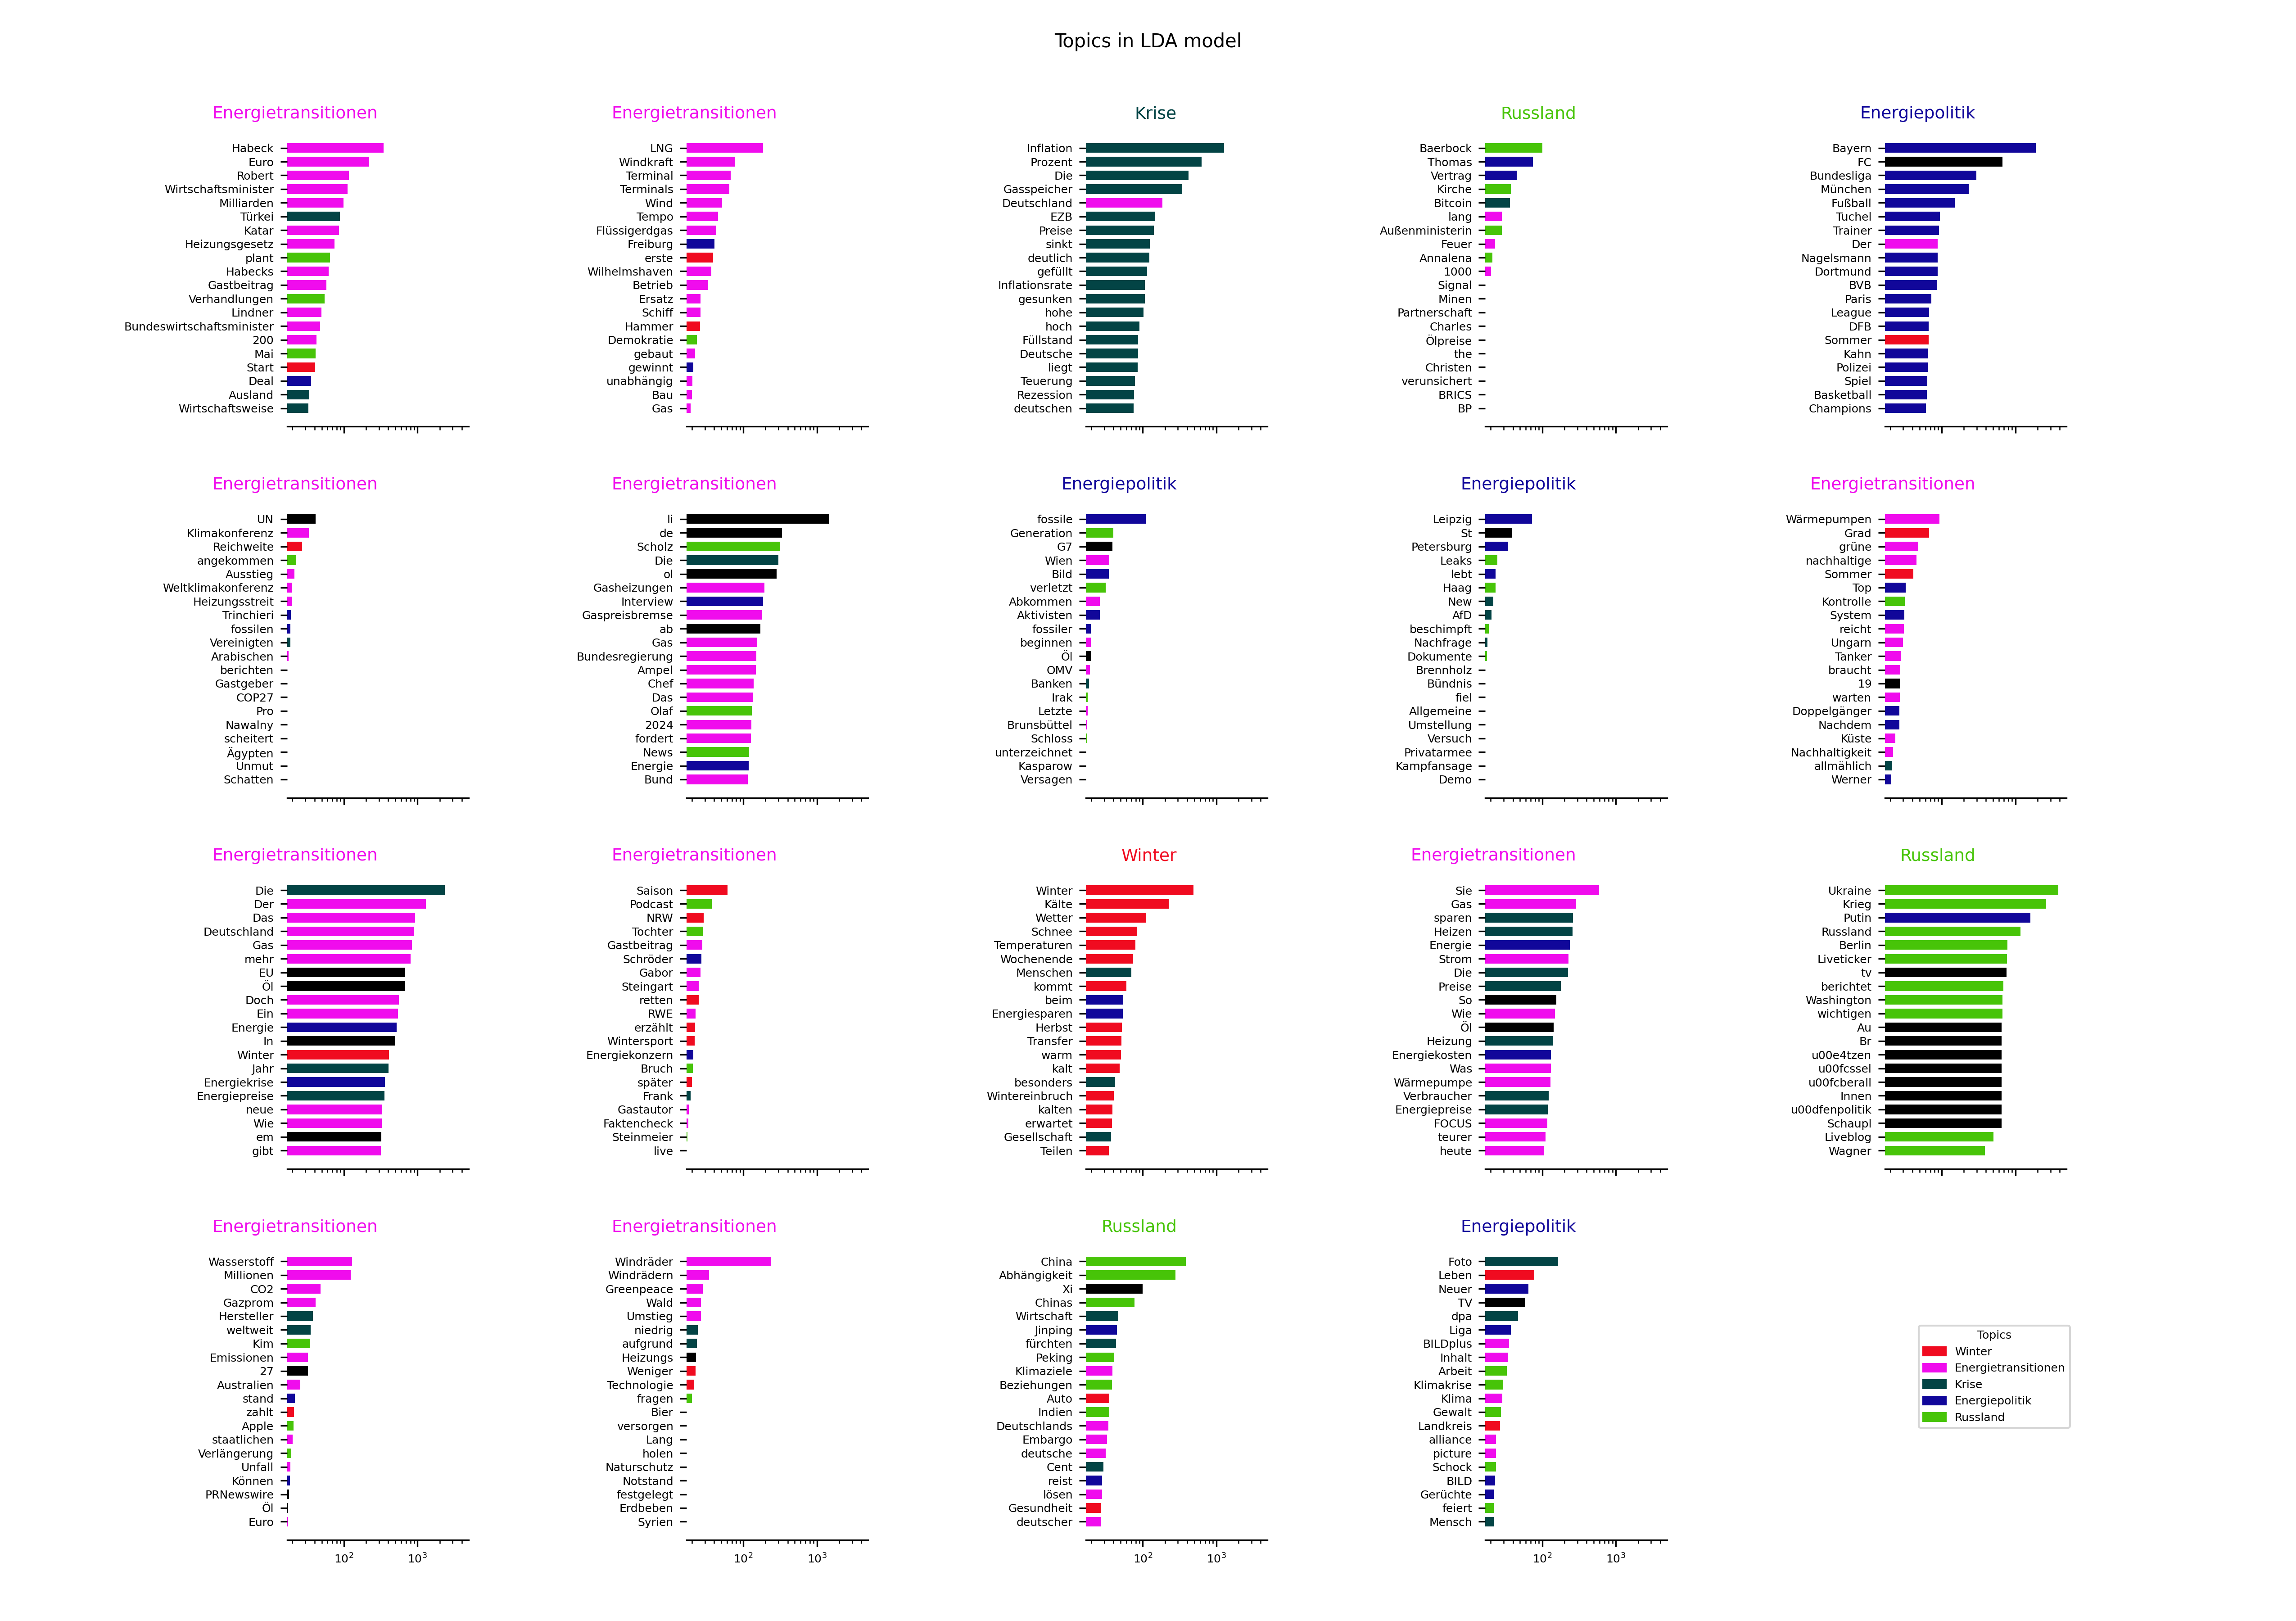 Topics in LDA model
Energietransitionen
Habeck
Euro
Robert
Wirtschaftsminister
Milliarden
Türkei
Katar
Heizungsgesetz
plant
Habecks
Gastbeitrag
Verhandlungen
Lindner
Bundeswirtschaftsminister
200
Mai
Start
Deal
Ausland
Wirtschaftsweise
Energietransitionen
LNG
Windkraft
Terminal
Terminals
Wind
Tempo
Flüssigerdgas
Freiburg
erste
Wilhelmshaven
Betrieb
Ersatz
Schiff
Hammer
Demokratie
gebaut
gewinnt
unabhängig
Bau
Gas
Krise
Inflation
Prozent
Die
Gasspeicher
Deutschland
EZB
Preise
sinkt
deutlich
gefüllt
Inflationsrate
gesunken
hohe
hoch
Füllstand
Deutsche
liegt
Teuerung
Rezession
deutschen
Russland
Baerbock
Thomas
Vertrag
Kirche
Bitcoin
lang
Außenministerin
Feuer
Annalena
1000
Signal
Minen
Partnerschaft
Charles
Ölpreise
the
Christen
verunsichert
BRICS
BP
Energiepolitik
Bayern
FC
Bundesliga
München
Fußball
Tuchel
Trainer
Der
Nagelsmann
Dortmund
BVB
Paris
League
DFB
Sommer
Kahn
Polizei
Spiel
Basketball
Champions
Energietransitionen
UN
Klimakonferenz
Reichweite
angekommen
Ausstieg
Weltklimakonferenz
Heizungsstreit
Trinchieri
fossilen
Vereinigten
Arabischen
berichten
Gastgeber
COP27
Pro
Nawalny
scheitert
Ägypten
Unmut
Schatten
Energietransitionen
li
de
Scholz
Die
ol
Gasheizungen
Interview
Gaspreisbremse
ab
Gas
Bundesregierung
Ampel
Chef
Das
Olaf
2024
fordert
News
Energie
Bund
Energiepolitik
fossile
Generation
G7
Wien
Bild
verletzt
Abkommen
Aktivisten
fossiler
beginnen
Öl
OMV
Banken
Irak
Letzte
Brunsbüttel
Schloss
unterzeichnet
Kasparow
Versagen
Energiepolitik
Leipzig
St
Petersburg
Leaks
lebt
Haag
New
AfD
beschimpft
Nachfrage
Dokumente
Brennholz
Bündnis
fiel
Allgemeine
Umstellung
Versuch
Privatarmee
Kampfansage
Demo
Energietransitionen
Wärmepumpen
Grad
grüne
nachhaltige
Sommer
Top
Kontrolle
System
reicht
Ungarn
Tanker
braucht
19
warten
Doppelgänger
Nachdem
Küste
Nachhaltigkeit
allmählich
Werner
Energietransitionen
Die
Der
Das
Deutschland
Gas
mehr
EU
Öl
Doch
Ein
Energie
In
Winter
Jahr
Energiekrise
Energiepreise
neue
Wie
em
gibt
Energietransitionen
Saison
Podcast
NRW
Tochter
Gastbeitrag
Schröder
Gabor
Steingart
retten
RWE
erzählt
Wintersport
Energiekonzern
Bruch
später
Frank
Gastautor
Faktencheck
Steinmeier
live
Winter
Winter
Kälte
Wetter
Schnee
Temperaturen
Wochenende
Menschen
kommt
beim
Energiesparen
Herbst
Transfer
warm
kalt
besonders
Wintereinbruch
kalten
erwartet
Gesellschaft
Teilen
Energietransitionen
Sie
Gas
sparen
Heizen
Energie
Strom
Die
Preise
So
Wie
Öl
Heizung
Energiekosten
Was
Wärmepumpe
Verbraucher
Energiepreise
FOCUS
teurer
heute
Russland
Ukraine
Krieg
Putin
Russland
Berlin
Liveticker
tv
berichtet
Washington
wichtigen
Au
Br
u00e4tzen
u00fcssel
u00fcberall
Innen
u00dfenpolitik
Schaupl
Liveblog
Wagner
Energietransitionen
Wasserstoff
Millionen
CO2
Gazprom
Hersteller
weltweit
Kim
Emissionen
27
Australien
stand
zahlt
Apple
staatlichen
Verlängerung
Unfall
Können
PRNewswire
Öl
Euro
10²
10³
Energietransitionen
Windräder
Windrädern
Greenpeace
Wald
Umstieg
niedrig
aufgrund
Heizungs
Weniger
Technologie
fragen
Bier
versorgen
Lang
holen
Naturschutz
Notstand
festgelegt
Erdbeben
Syrien
10²
10³
Russland
China
Abhängigkeit
Xi
Chinas
Wirtschaft
Jinping
fürchten
Peking
Klimaziele
Beziehungen
Auto
Indien
Deutschlands
Embargo
deutsche
Cent
reist
lösen
Gesundheit
deutscher
10²
10³
Energiepolitik
Foto
Leben
Neuer
TV
dpa
Liga
BILDplus
Inhalt
Arbeit
Klimakrise
Klima
Gewalt
Landkreis
alliance
picture
Schock
BILD
Gerüchte
feiert
Mensch
10²
10³
Topics
Winter
Energietransitionen
Krise
Energiepolitik
Russland